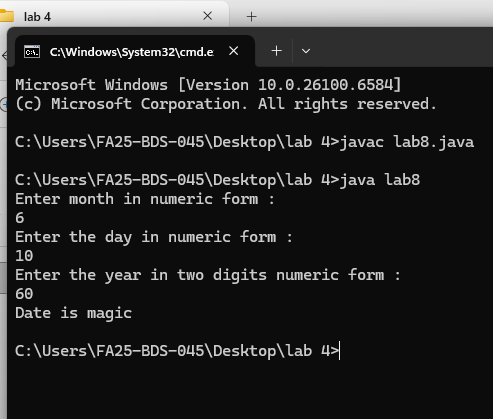 lab 4
C:\Windows\System32\cmd.e
Microsoft Windows [Version 10.0.26100.6584]
(c) Microsoft Corporation. All rights reserved.
C:\Users\FA25-BDS-045\Desktop\lab 4>javac lab8.java
C:\Users\FA25-BDS-045\Desktop\lab 4>java lab8
Enter month in numeric form :
6
Enter the day in numeric form :
10
Enter the year in two digits numeric form :
60
Date is magic
C:\Users\FA25-BDS-045\Desktop\lab 4>